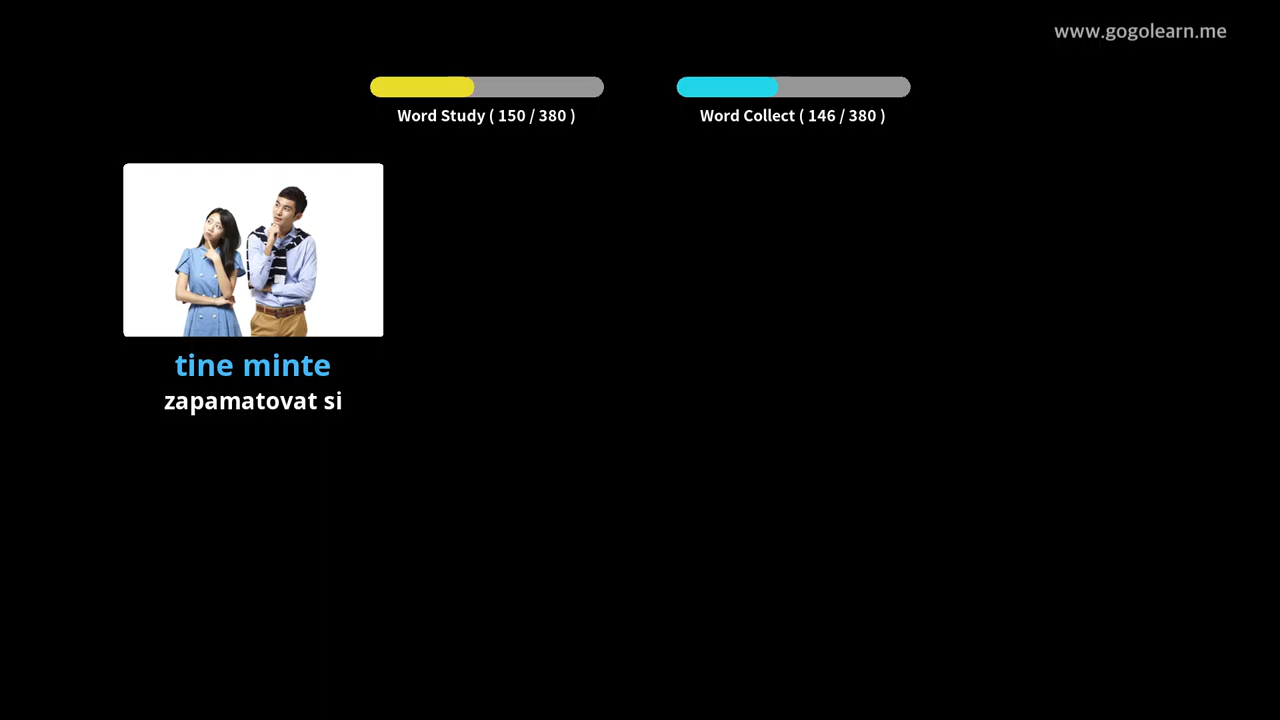 www.gogolearn.me
Word Study ( 150 / 380 )
Word Collect ( 146 / 380 )
tine minte
zapamatovat si